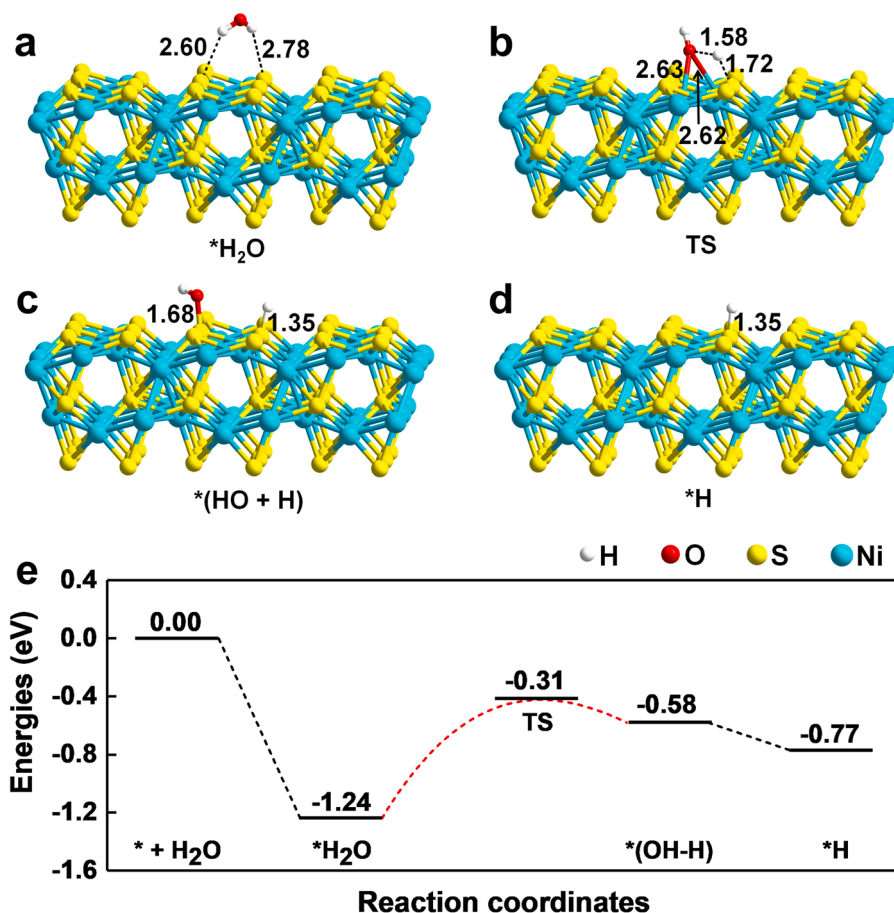 a
2.60
2.78
*H₂O
b
1.58
2.63
1.72
2.62
TS
c
1.68
1.35
*(HO + H)
d
1.35
*H
H O S Ni
e
Energies (eV)
0.4
0.0
-0.4
-0.8
-1.2
-1.6
0.00
-1.24
-0.31
TS
-0.58
-0.77
* + H₂O
*H₂O
*(OH-H)
*H
Reaction coordinates